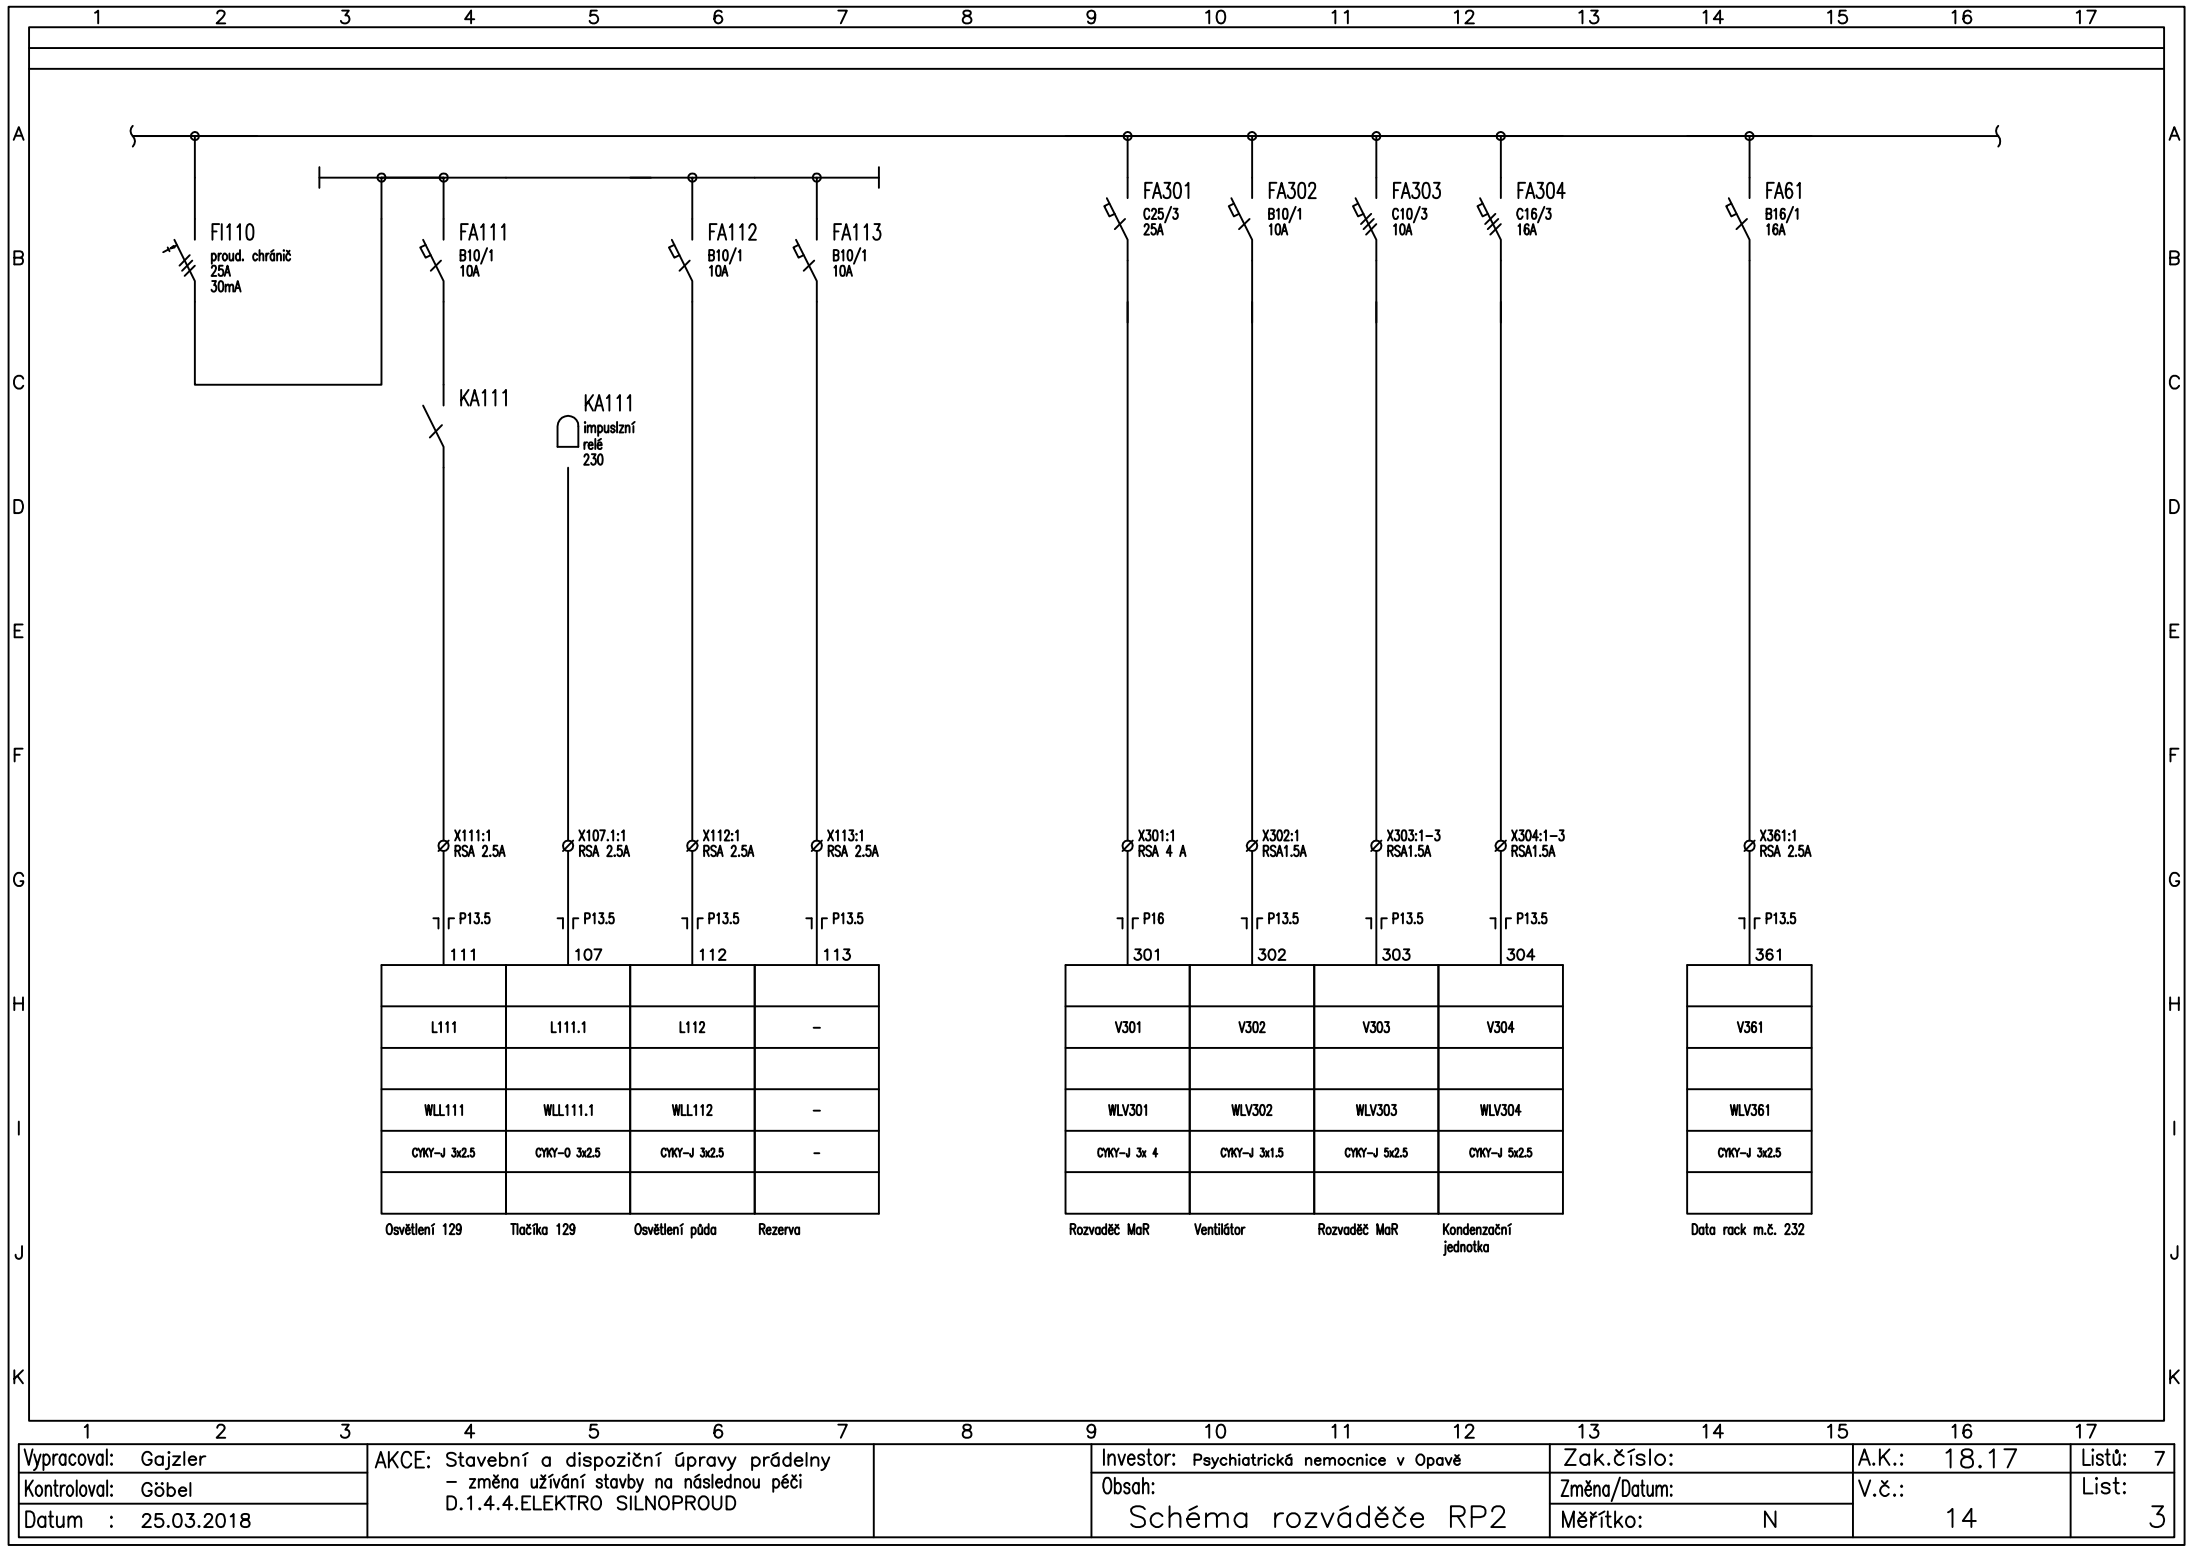 1 2 3 4 5 6 7 8 9 10 11 12 13 14 15 16 17
A A
B B
C C
D D
E E
F F
G G
H H
I I
J J
K K
FI110
proud. chránič
25A
30mA
FA111
B10/1
10A
FA112
B10/1
10A
FA113
B10/1
10A
FA301
C25/3
25A
FA302
B10/1
10A
FA303
C10/3
10A
FA304
C16/3
16A
FA61
B16/1
16A
KA111
KA111
impuslzní
relé
230
X111:1
RSA 2.5A
X107.1:1
RSA 2.5A
X112:1
RSA 2.5A
X113:1
RSA 2.5A
X301:1
RSA 4 A
X302:1
RSA1.5A
X303:1-3
RSA1.5A
X304:1-3
RSA1.5A
X361:1
RSA 2.5A
P13.5 P13.5 P13.5 P13.5 P16 P13.5 P13.5 P13.5 P13.5
111 107 112 113 301 302 303 304 361
L111 L111.1 L112 - V301 V302 V303 V304 V361
WLL111 WLL111.1 WLL112 - WLV301 WLV302 WLV303 WLV304 WLV361
CYKY-J 3x2.5 CYKY-O 3x2.5 CYKY-J 3x2.5 - CYKY-J 3x 4 CYKY-J 3x1.5 CYKY-J 5x2.5 CYKY-J 5x2.5 CYKY-J 3x2.5
Osvětlení 129 Tlačíka 129 Osvětlení půda Rezerva Rozvaděč MaR Ventilátor Rozvaděč MaR Kondenzační
jednotka
Data rack m.č. 232
1 2 3 4 5 6 7 8 9 10 11 12 13 14 15 16 17
Vypracoval: Gajzler
Kontroloval: Göbel
Datum : 25.03.2018
AKCE: Stavební a dispoziční úpravy prádelny
- změna užívání stavby na následnou péči
D.1.4.4.ELEKTRO SILNOPROUD
Investor: Psychiatrická nemocnice v Opavě
Obsah:
Schéma rozváděče RP2
Zak.číslo:
Změna/Datum:
Měřítko: N
A.K.: 18.17
V.č.:
14
Listů: 7
List:
3